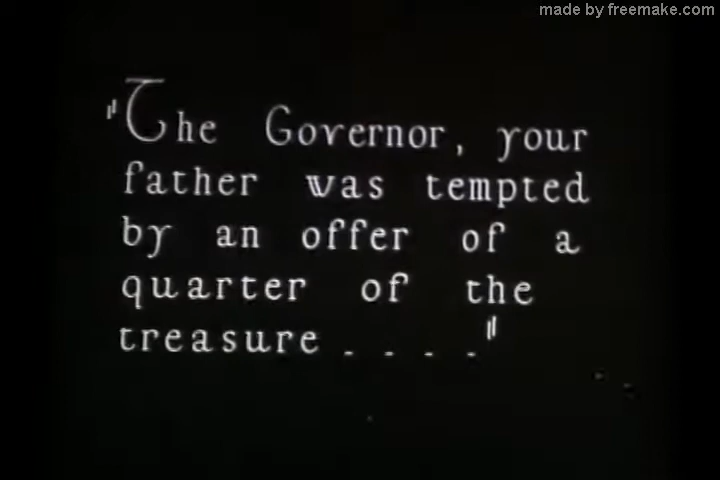 made by freemake.com
"The Governor, your
father was tempted
by an offer of a
quarter of the
treasure . . . ."